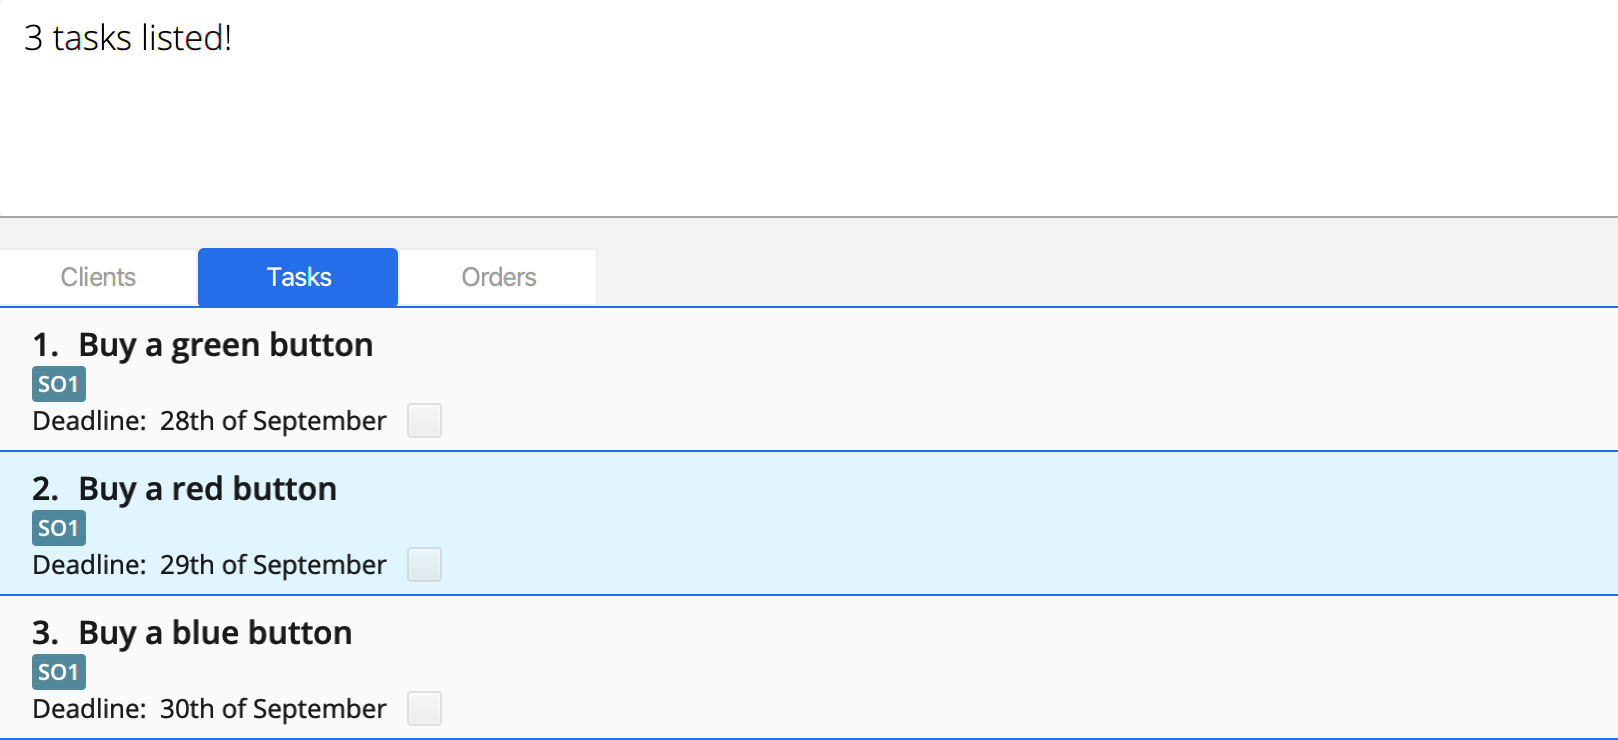 3 tasks listed!
Clients Tasks Orders
1. Buy a green button
SO1
Deadline: 28th of September
2. Buy a red button
SO1
Deadline: 29th of September
3. Buy a blue button
SO1
Deadline: 30th of September